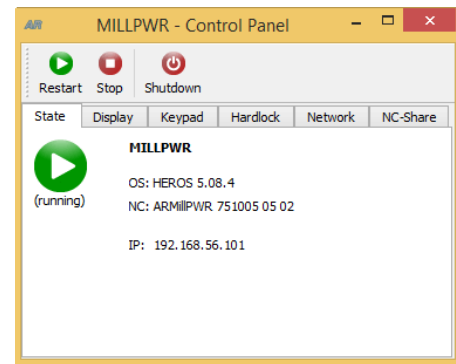 AR MILLPWR - Control Panel
Restart Stop Shutdown
State Display Keypad Hardlock Network NC-Share
MILLPWR
OS: HEROS 5.08.4
(running)
NC: ARMillPWR 751005 05 02
IP: 192.168.56.101